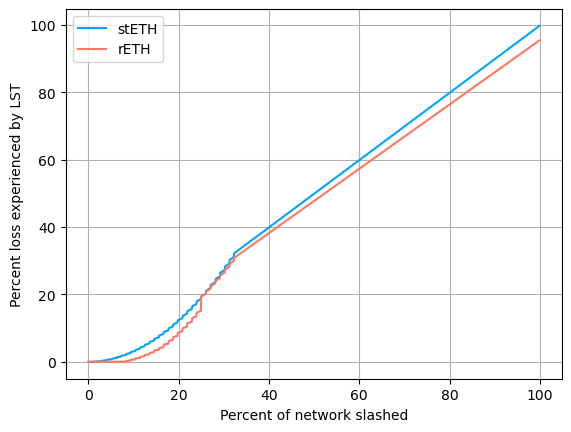 stETH
rETH
Percent loss experienced by LST
100
80
60
40
20
0
0 20 40 60 80 100
Percent of network slashed